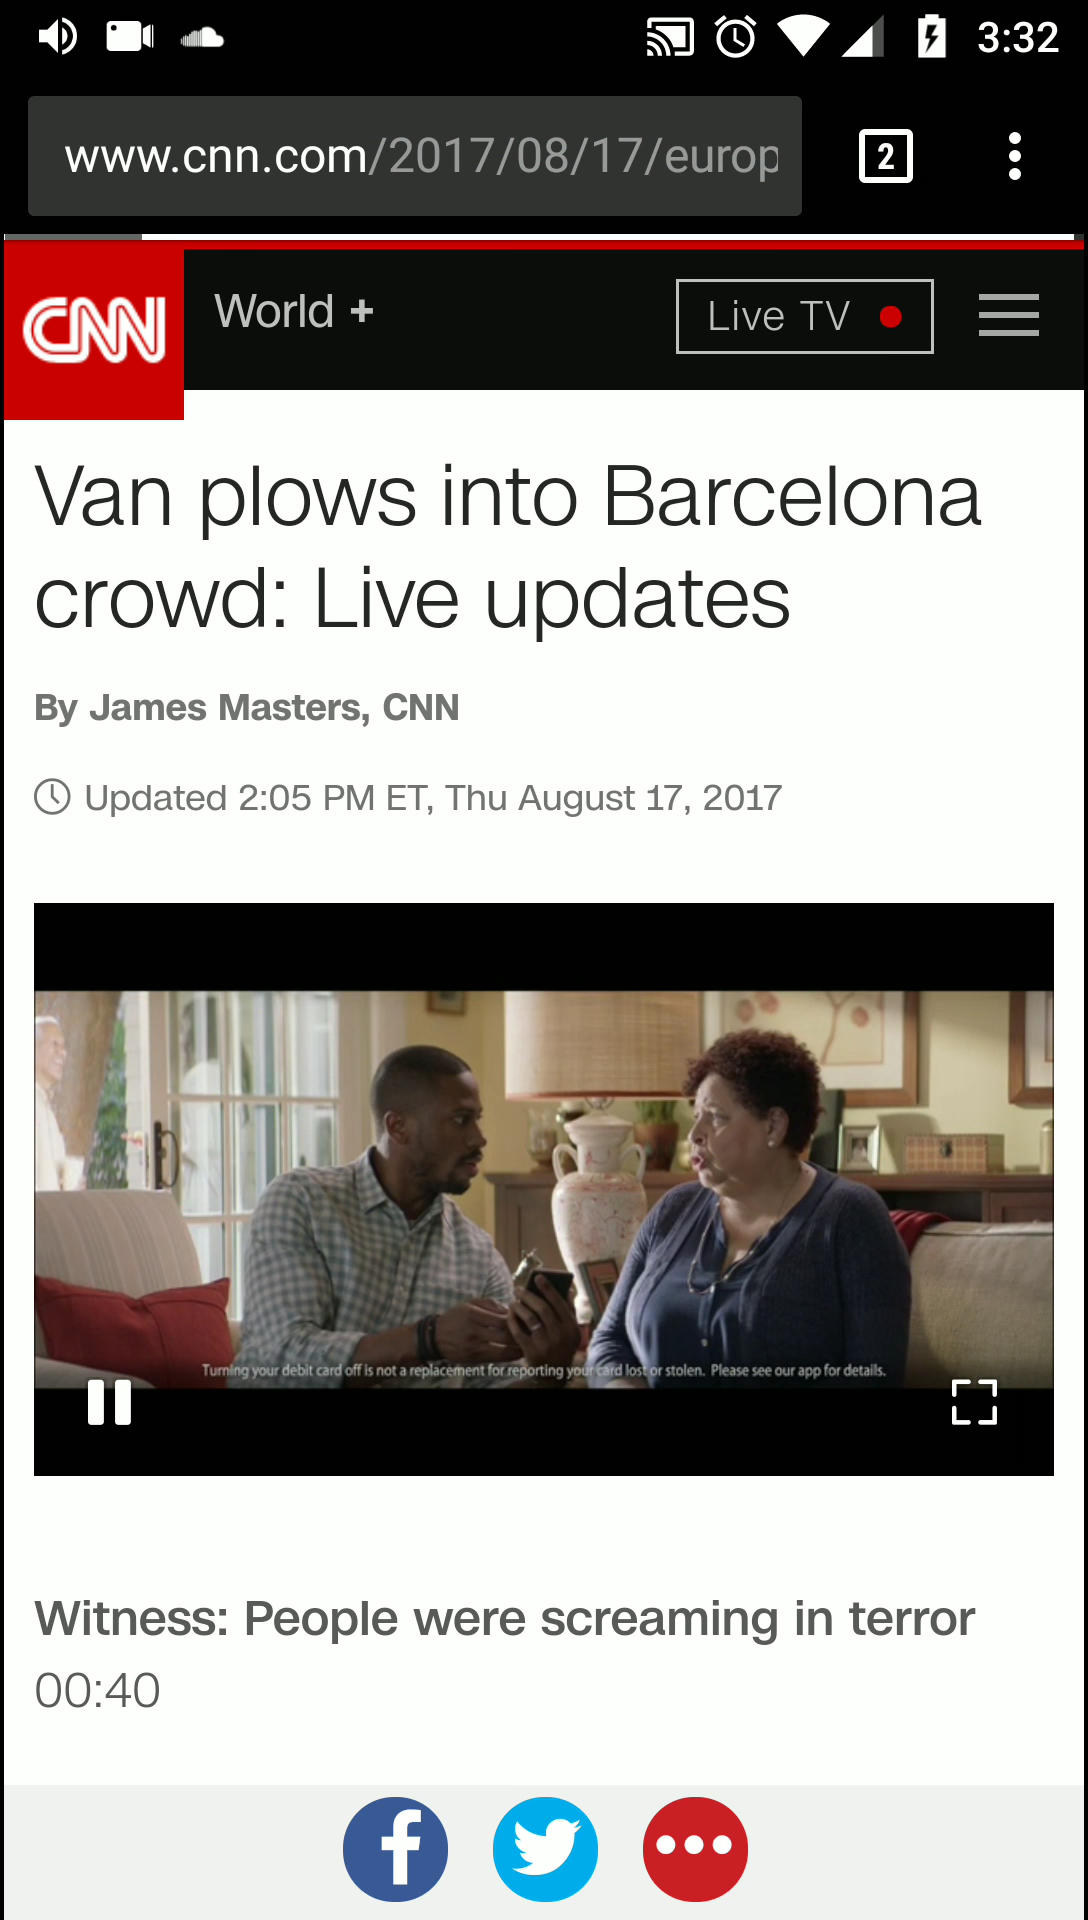 3:32
www.cnn.com/2017/08/17/europ
2
CNN
World +
Live TV
Van plows into Barcelona
crowd: Live updates
By James Masters, CNN
Updated 2:05 PM ET, Thu August 17, 2017
Turning your debit card off is not a replacement for reporting your card lost or stolen. Please see our app for details.
Witness: People were screaming in terror
00:40